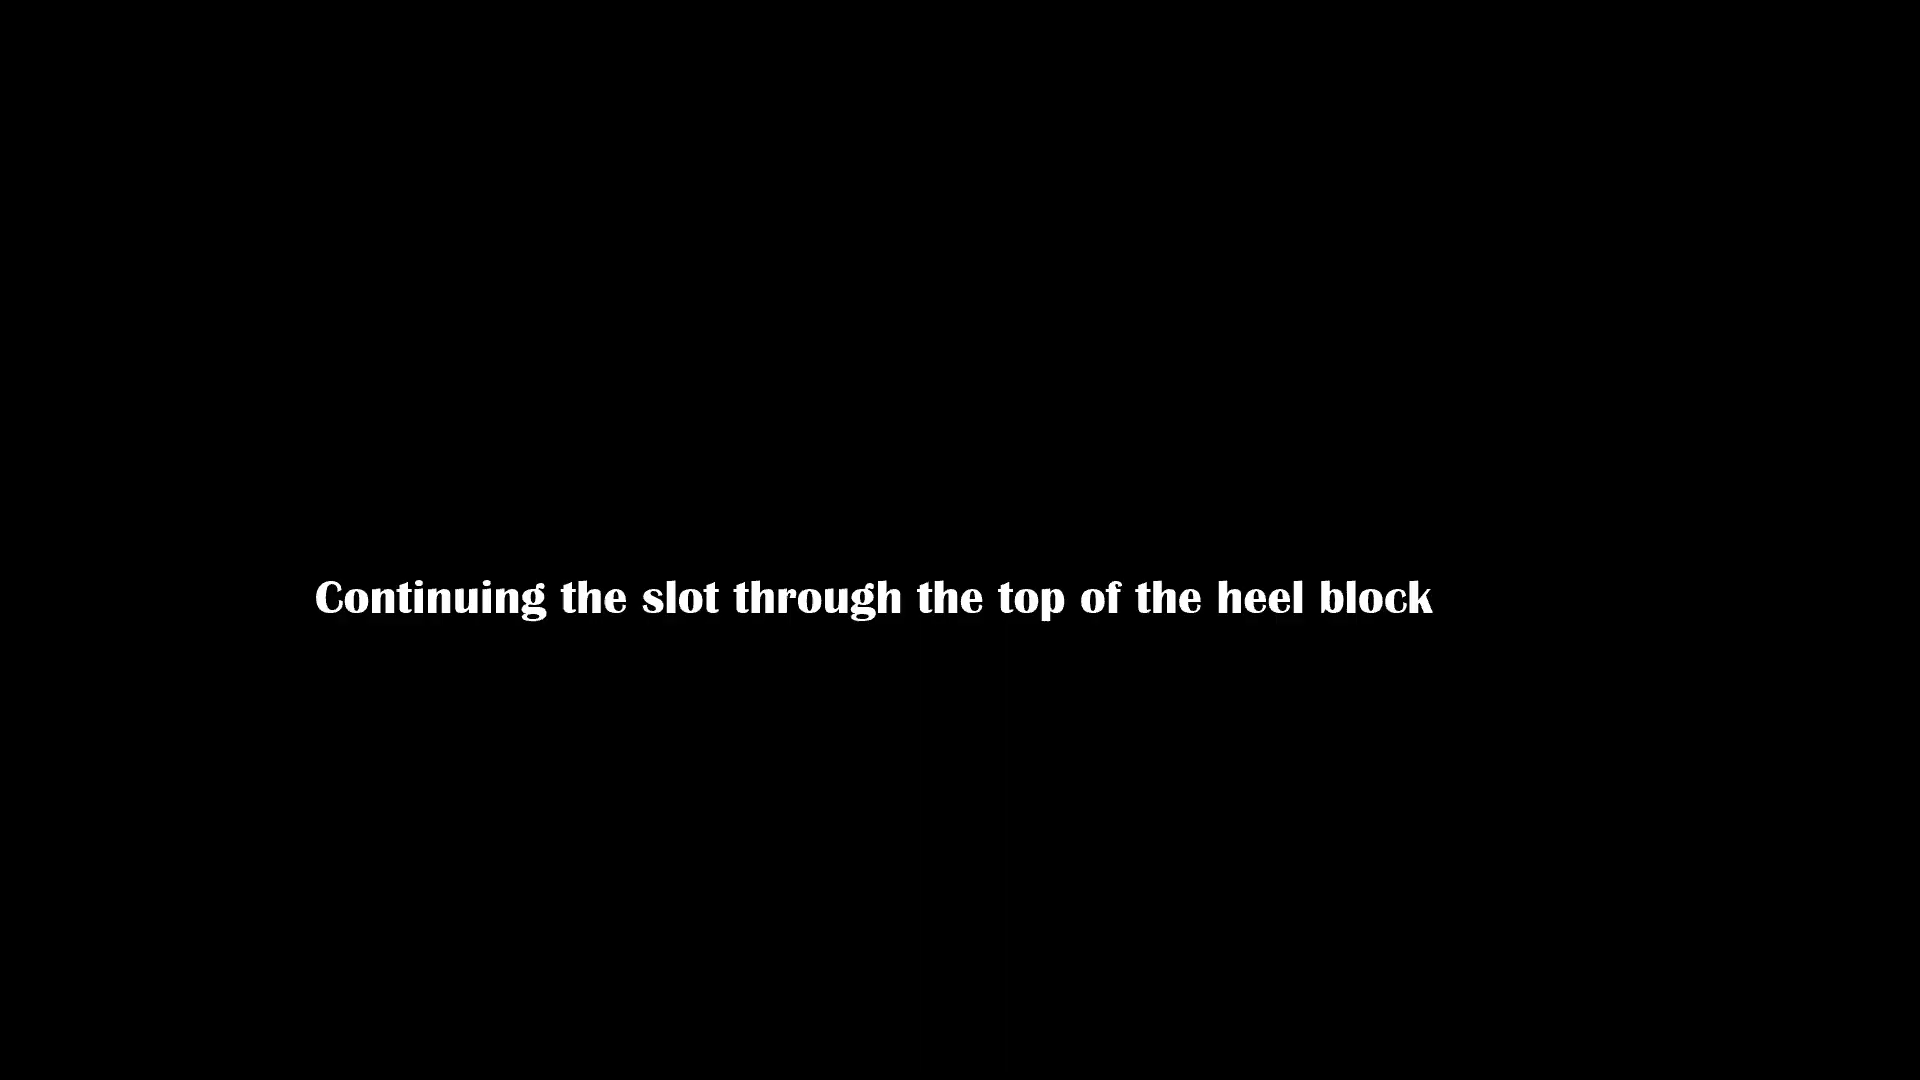 Continuing the slot through the top of the heel block